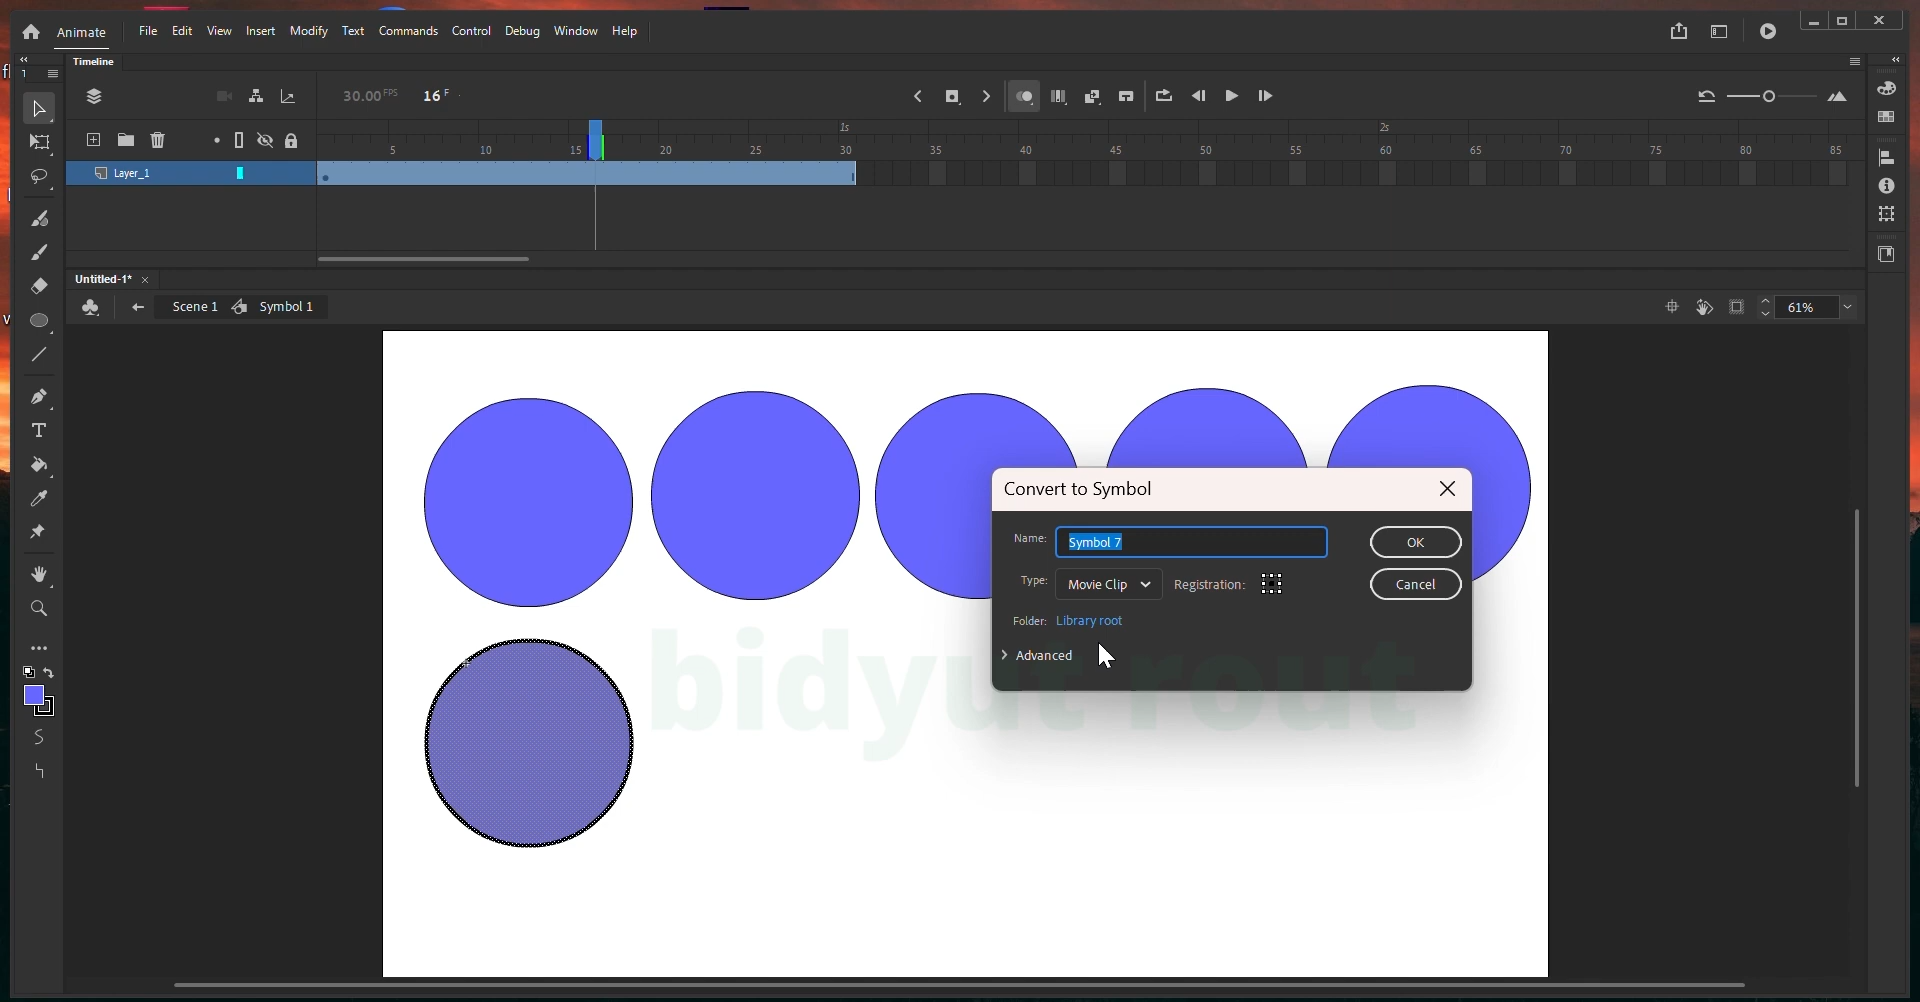 Animate File Edit View Insert Modify Text Commands Control Debug Window Help
Timeline
30.00 FPS 16 F
1s 2s
5 10 15 20 25 30 35 40 45 50 55 60 65 70 75 80 85
Layer_1
Untitled-1*
Scene 1 Symbol 1 61%
Convert to Symbol
Name: Symbol 7 OK
Type: Movie Clip Registration: Cancel
Folder: Library root
Advanced
bidyut rout